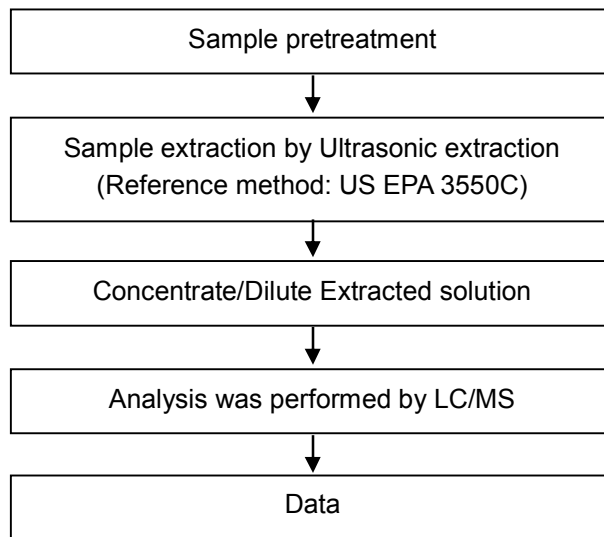 Sample pretreatment
Sample extraction by Ultrasonic extraction
(Reference method: US EPA 3550C)
Concentrate/Dilute Extracted solution
Analysis was performed by LC/MS
Data